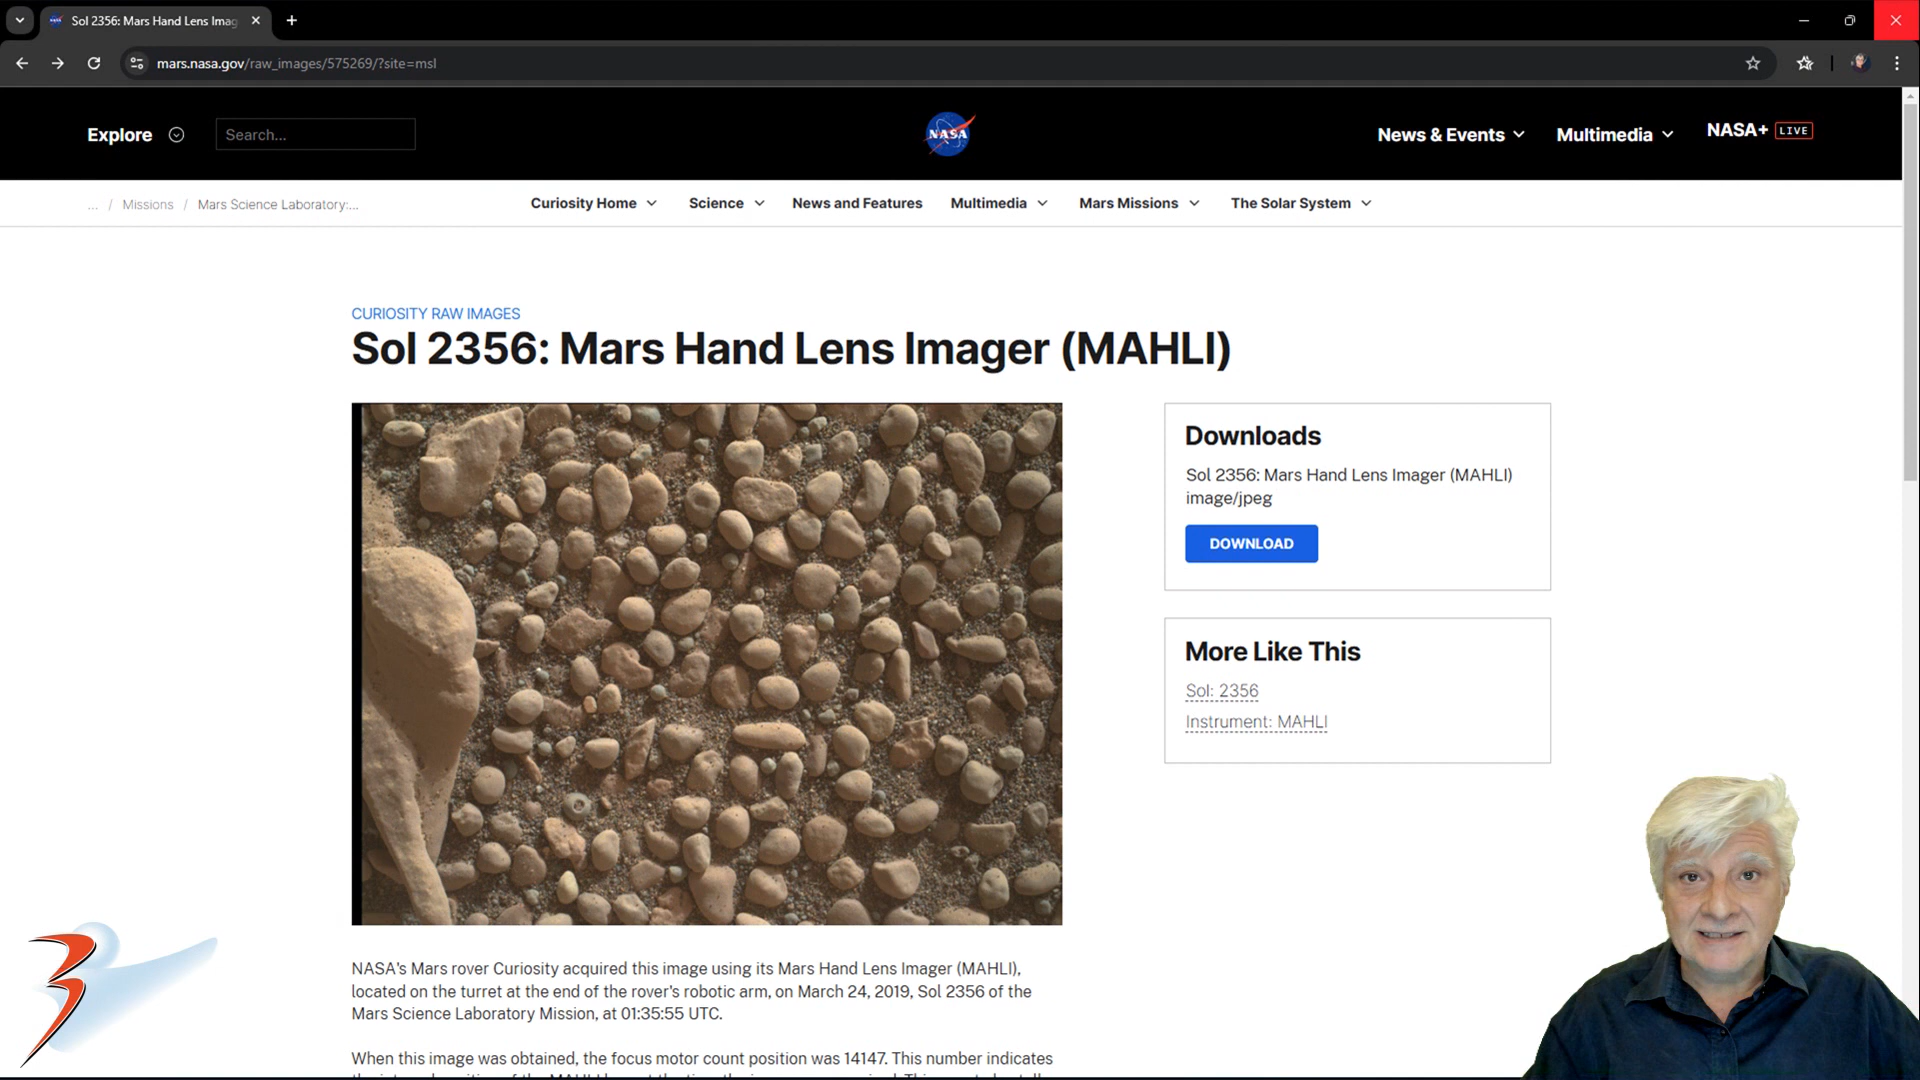 Sol 2356: Mars Hand Lens Imag
mars.nasa.gov/raw_images/575269/?site=msl
Explore
Search...
NASA
News & Events
Multimedia
NASA+ LIVE
... / Missions / Mars Science Laboratory:...
Curiosity Home
Science
News and Features
Multimedia
Mars Missions
The Solar System
CURIOSITY RAW IMAGES
Sol 2356: Mars Hand Lens Imager (MAHLI)
Downloads
Sol 2356: Mars Hand Lens Imager (MAHLI)
image/jpeg
DOWNLOAD
More Like This
Sol: 2356
Instrument: MAHLI
NASA's Mars rover Curiosity acquired this image using its Mars Hand Lens Imager (MAHLI),
located on the turret at the end of the rover's robotic arm, on March 24, 2019, Sol 2356 of the
Mars Science Laboratory Mission, at 01:35:55 UTC.
When this image was obtained, the focus motor count position was 14147. This number indicates